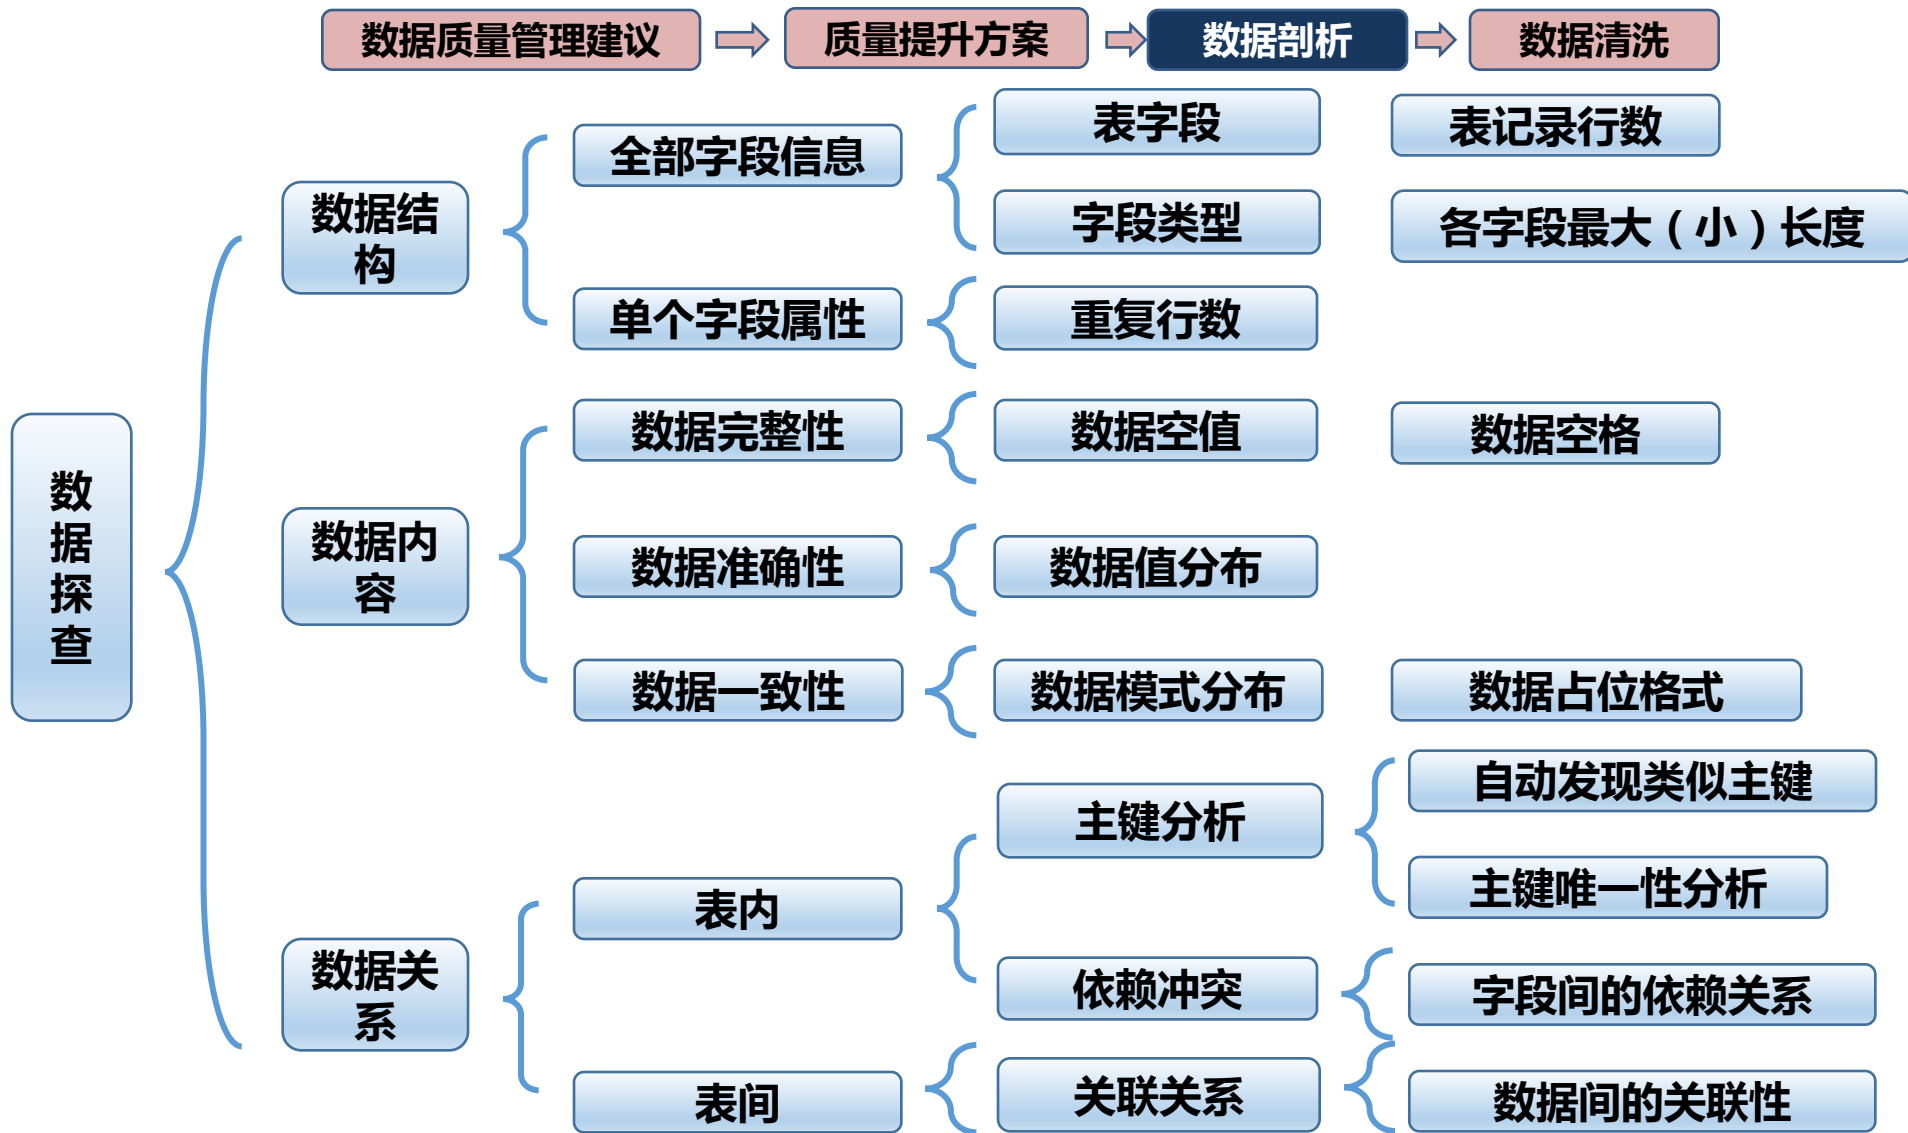 数据质量管理建议
质量提升方案
数据剖析
数据清洗
表字段
表记录行数
全部字段信息
字段类型
各字段最大（小）长度
数据结
构
单个字段属性
重复行数
数据完整性
数据空值
数据空格
数
据
探
查
数据内
容
数据准确性
数据值分布
数据一致性
数据模式分布
数据占位格式
自动发现类似主键
主键分析
主键唯一性分析
表内
数据关
系
依赖冲突
字段间的依赖关系
表间
关联关系
数据间的关联性